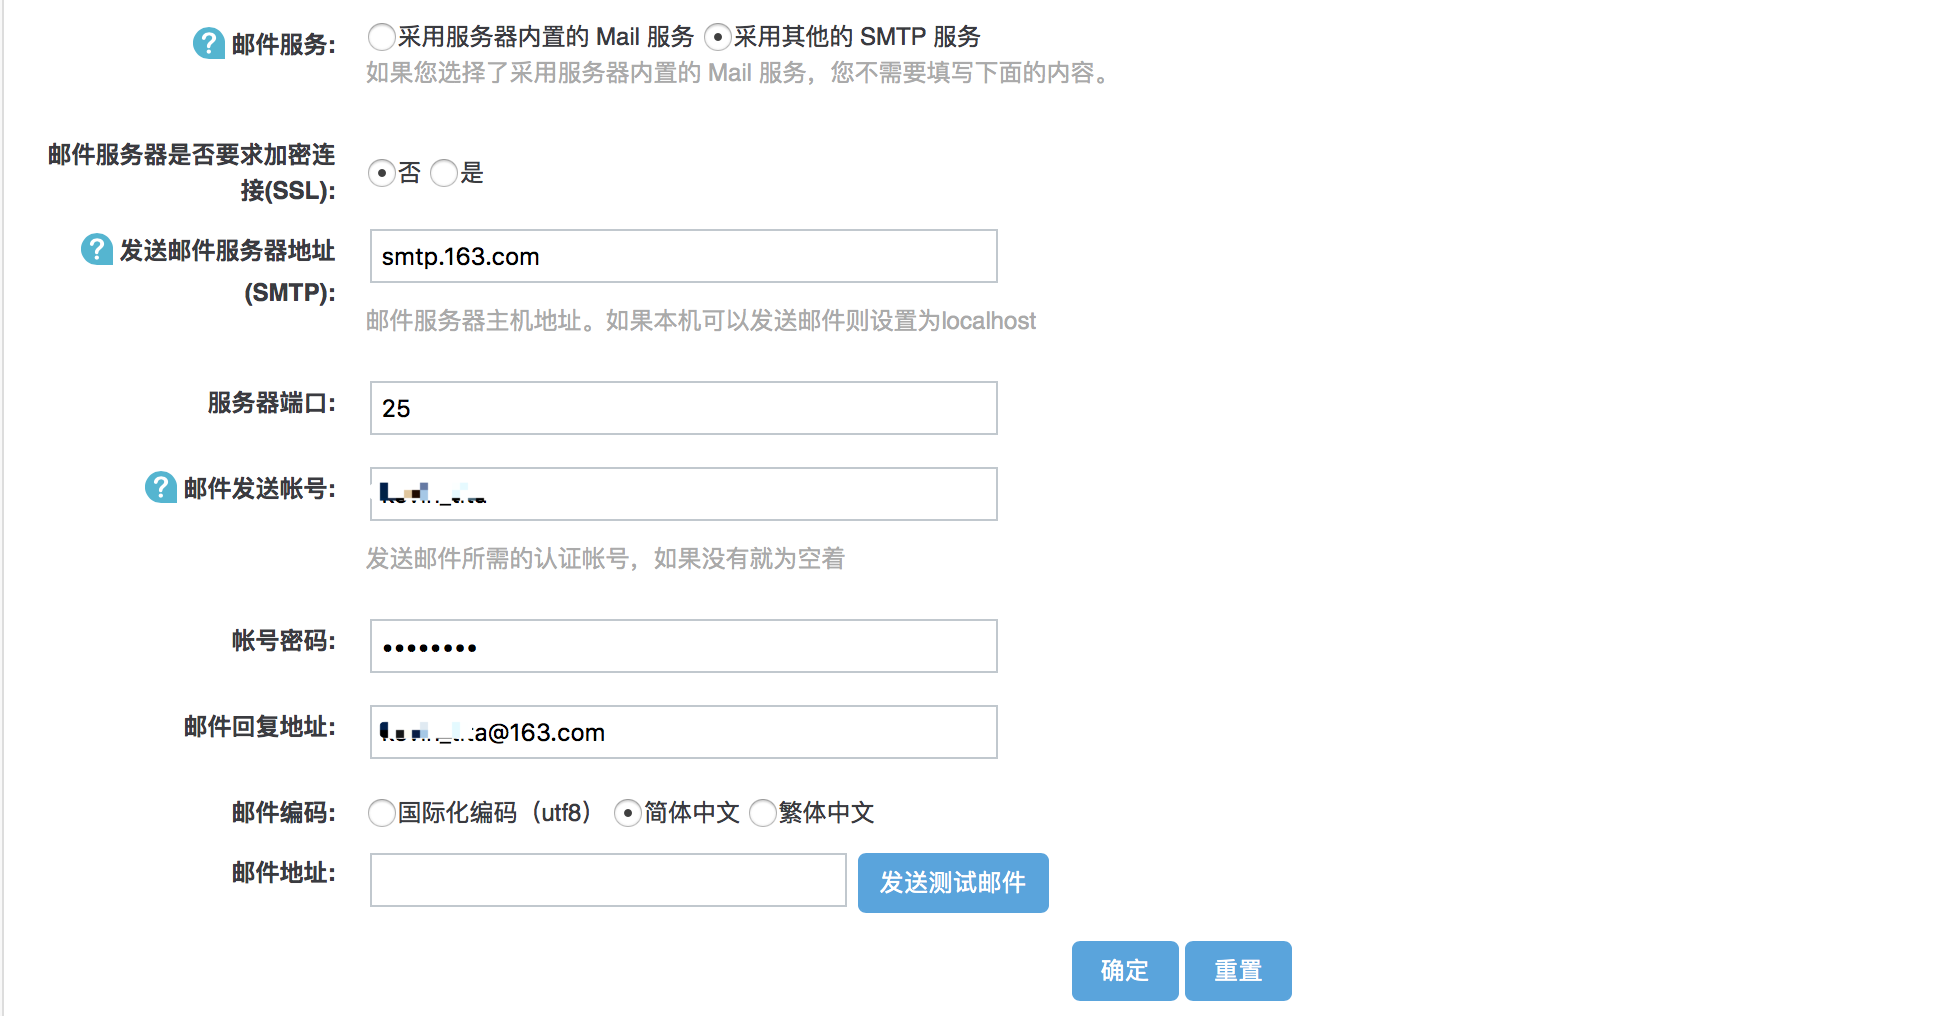 邮件服务: 采用服务器内置的 Mail 服务 采用其他的 SMTP 服务
如果您选择了采用服务器内置的 Mail 服务，您不需要填写下面的内容。
邮件服务器是否要求加密连
接(SSL): 否 是
发送邮件服务器地址
(SMTP): smtp.163.com
邮件服务器主机地址。如果本机可以发送邮件则设置为localhost
服务器端口: 25
邮件发送帐号:
发送邮件所需的认证帐号，如果没有就为空着
帐号密码: ••••••••
邮件回复地址: a@163.com
邮件编码: 国际化编码（utf8） 简体中文 繁体中文
邮件地址: 发送测试邮件
确定 重置